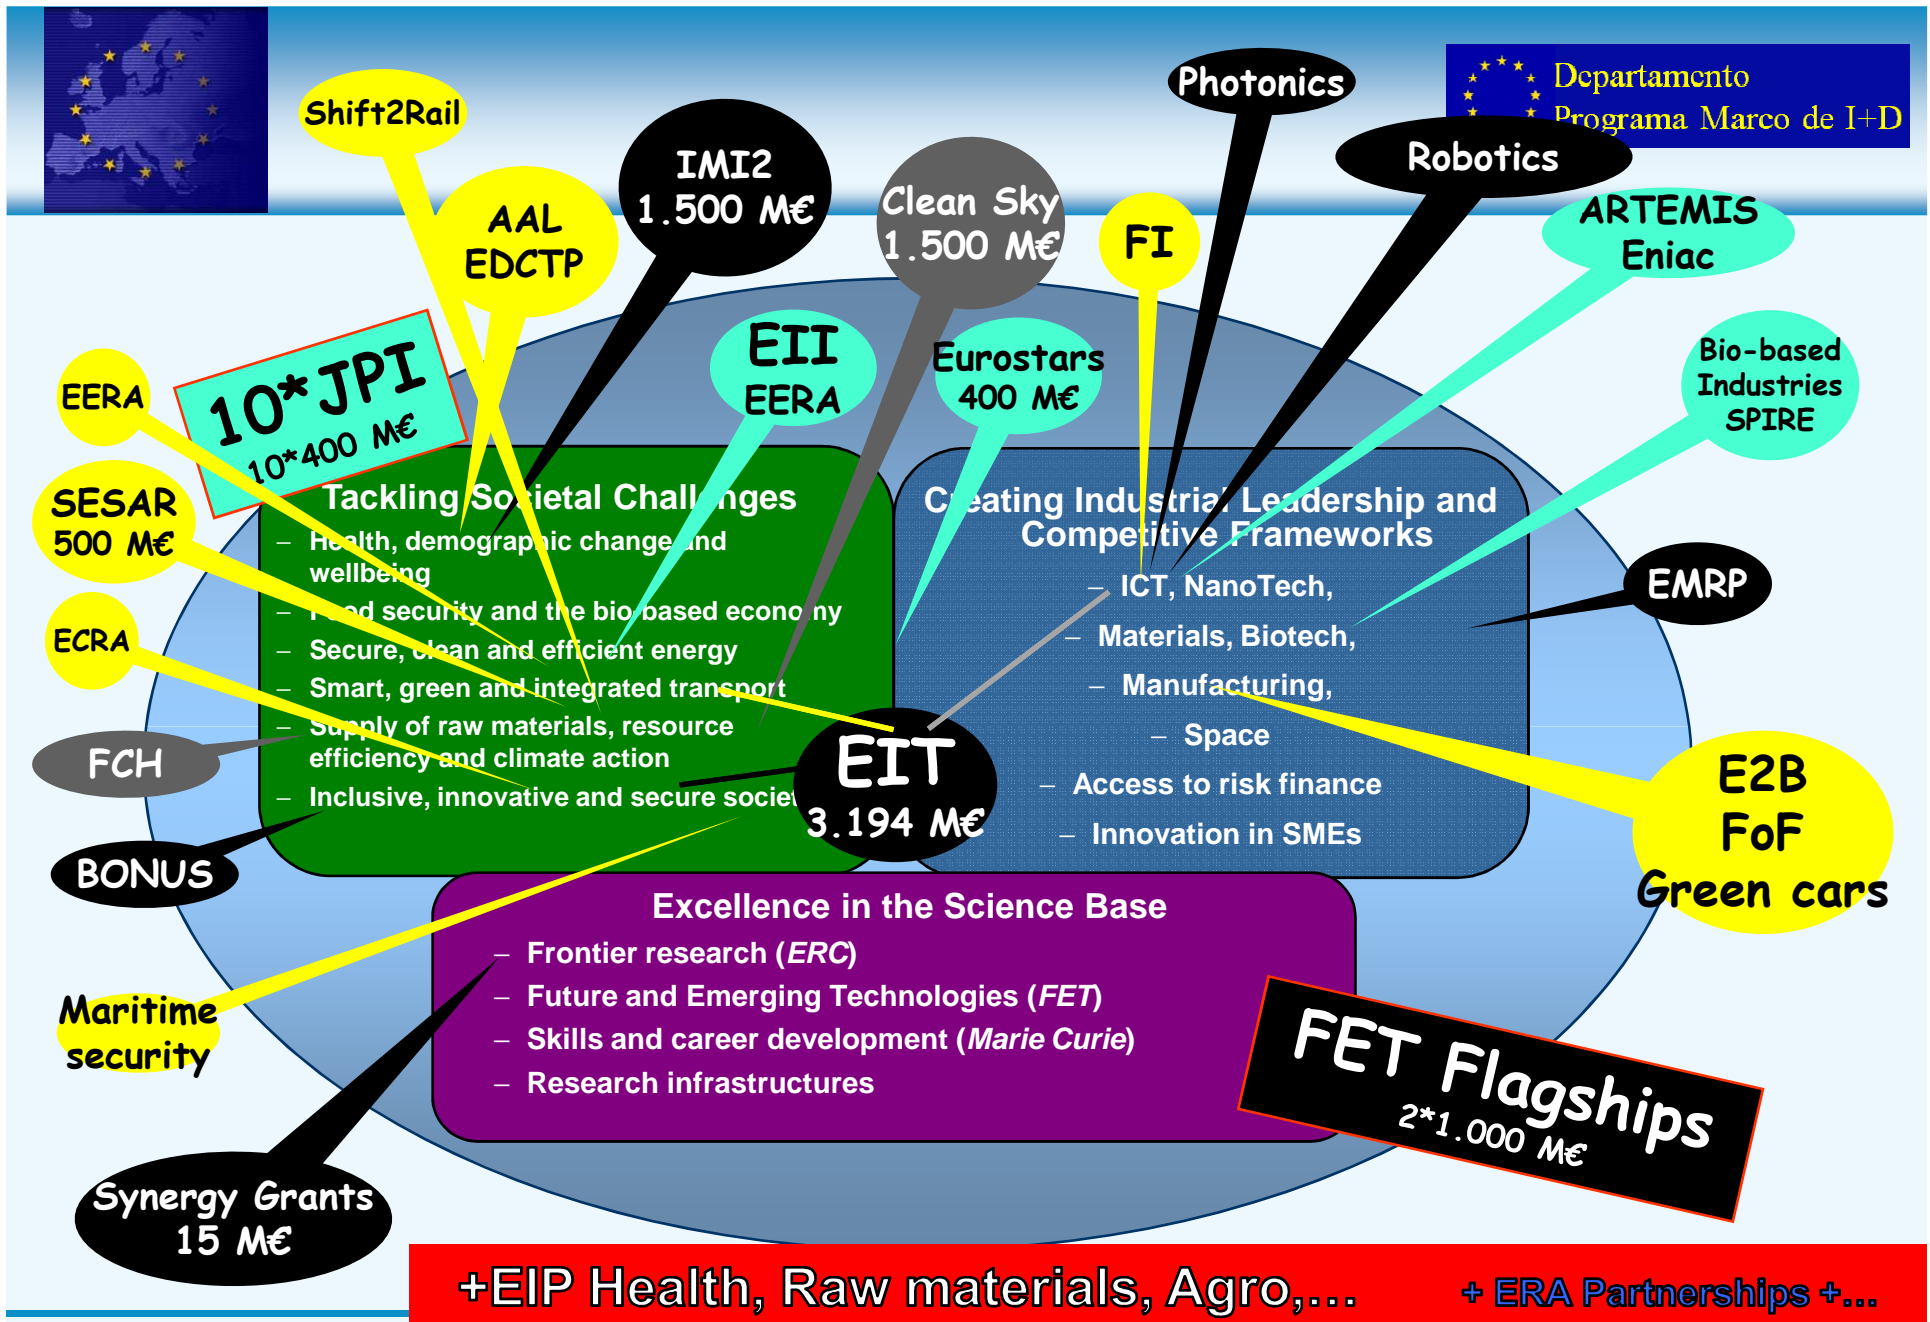 Departamento
Programa Marco de I+D
Photonics
Shift2Rail
Robotics
IMI2
1.500 M€
Clean Sky
1.500 M€
AAL
EDCTP
FI
ARTEMIS
Eniac
EII
EERA
Eurostars
400 M€
Bio-based
Industries
SPIRE
EERA
10*JPI
10*400 M€
SESAR
500 M€
ECRA
FCH
BONUS
Maritime
security
Synergy Grants
15 M€
Tackling Societal Challenges
– Health, demographic change and
wellbeing
– Food security and the bio-based economy
– Secure, clean and efficient energy
– Smart, green and integrated transport
– Supply of raw materials, resource
efficiency and climate action
– Inclusive, innovative and secure societ
EIT
3.194 M€
Creating Industrial Leadership and
Competitive Frameworks
– ICT, NanoTech,
– Materials, Biotech,
– Manufacturing,
– Space
– Access to risk finance
– Innovation in SMEs
EMRP
E2B
FoF
Green cars
Excellence in the Science Base
– Frontier research (ERC)
– Future and Emerging Technologies (FET)
– Skills and career development (Marie Curie)
– Research infrastructures
FET Flagships
2*1.000 M€
+EIP Health, Raw materials, Agro,...
+ ERA Partnerships +...